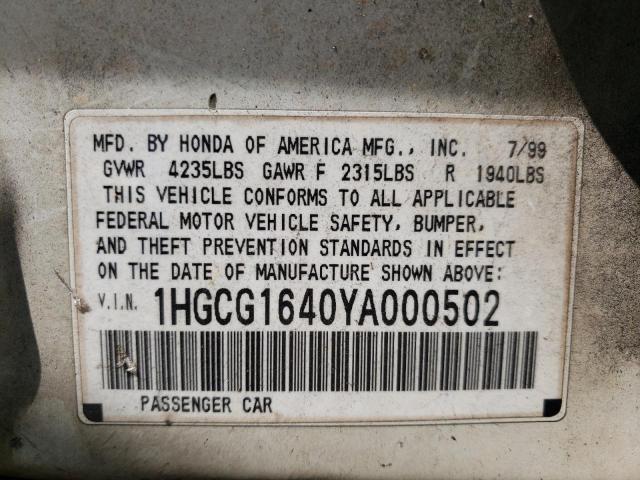 MFD. BY HONDA OF AMERICA MFG., INC. 7/99
GVWR 4235LBS GAWR F 2315LBS R 1940LBS
THIS VEHICLE CONFORMS TO ALL APPLICABLE
FEDERAL MOTOR VEHICLE SAFETY, BUMPER,
AND THEFT PREVENTION STANDARDS IN EFFECT
ON THE DATE OF MANUFACTURE SHOWN ABOVE:
V.I.N. 1HGCG1640YA000502
PASSENGER CAR